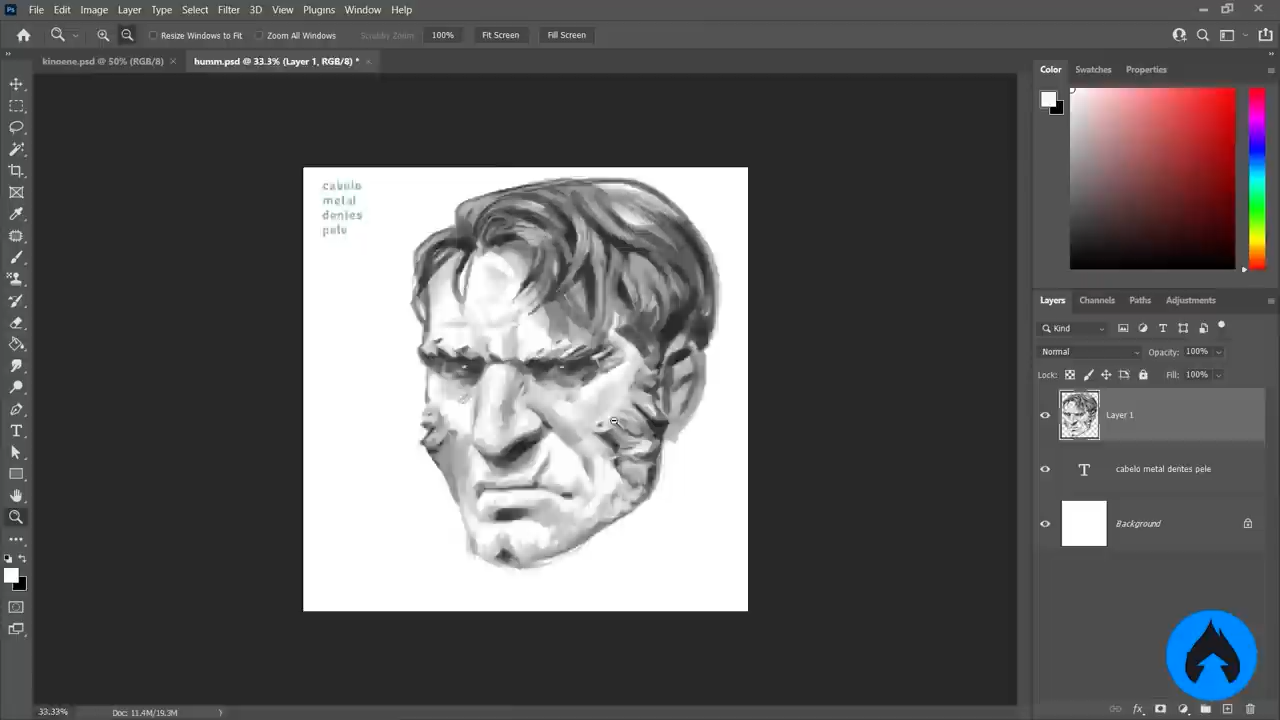 Ps File Edit Image Layer Type Select Filter 3D View Plugins Window Help
Resize Windows to Fit Zoom All Windows Scrubby Zoom 100% Fit Screen Fill Screen
kinoene.psd @ 50% (RGB/8) × humm.psd @ 33.3% (Layer 1, RGB/8) * ×
Color Swatches Properties
cabelo
metal
dentes
pele
Layers Channels Paths Adjustments
Kind
Normal Opacity: 100%
Lock: Fill: 100%
Layer 1
T cabelo metal dentes pele
Background
33.33% Doc: 11.4M/19.3M